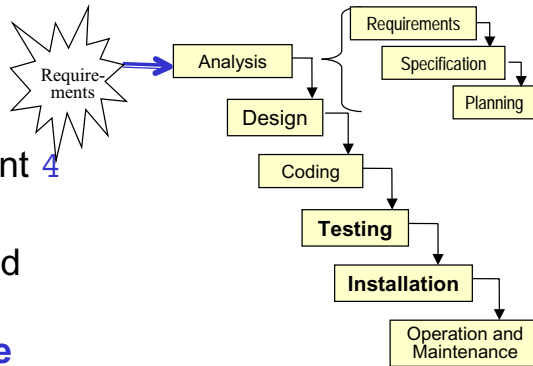 Require-
ments
Analysis
Requirements
Specification
Planning
Design
nt 4
Coding
Testing
d
Installation
Operation and
Maintenance
e